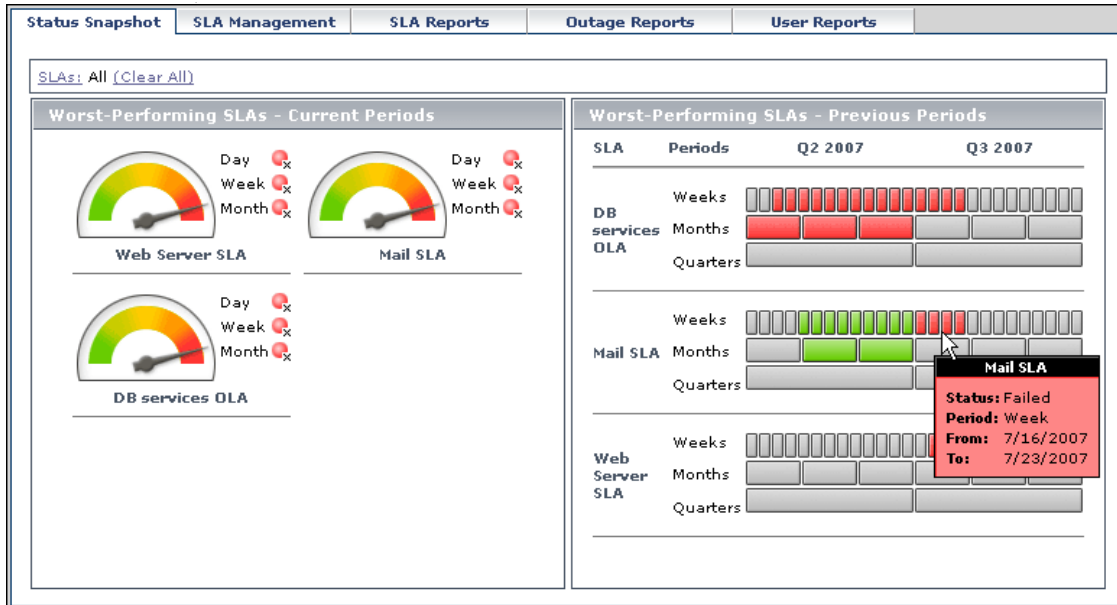 Status Snapshot
SLA Management
SLA Reports
Outage Reports
User Reports
SLAs: All (Clear All)
Worst-Performing SLAs - Current Periods
Day
Week
Month
Web Server SLA
Day
Week
Month
Mail SLA
Day
Week
Month
DB services OLA
Worst-Performing SLAs - Previous Periods
SLA Periods Q2 2007 Q3 2007
DB
services
OLA
Weeks
Months
Quarters
Mail SLA
Weeks
Months
Quarters
Mail SLA
Status: Failed
Period: Week
From: 7/16/2007
To: 7/23/2007
Web
Server
SLA
Weeks
Months
Quarters